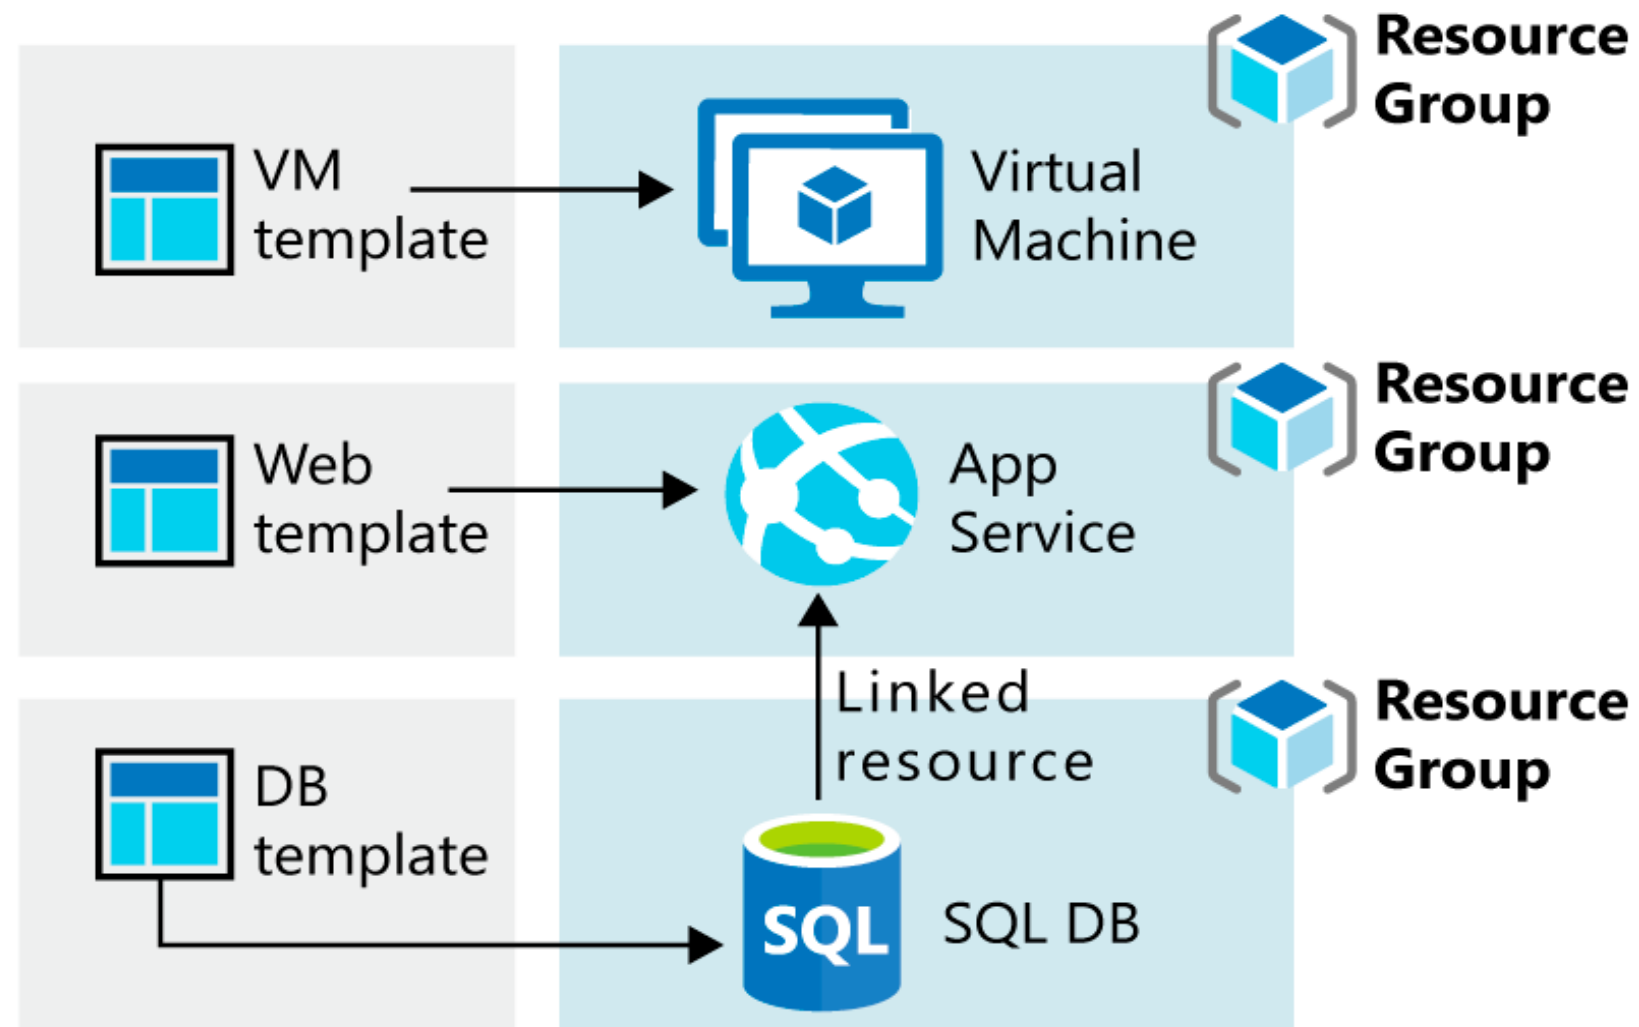 VM
template
Virtual
Machine
Resource
Group
Web
template
App
Service
Resource
Group
Linked
resource
DB
template
SQL
SQL DB
Resource
Group